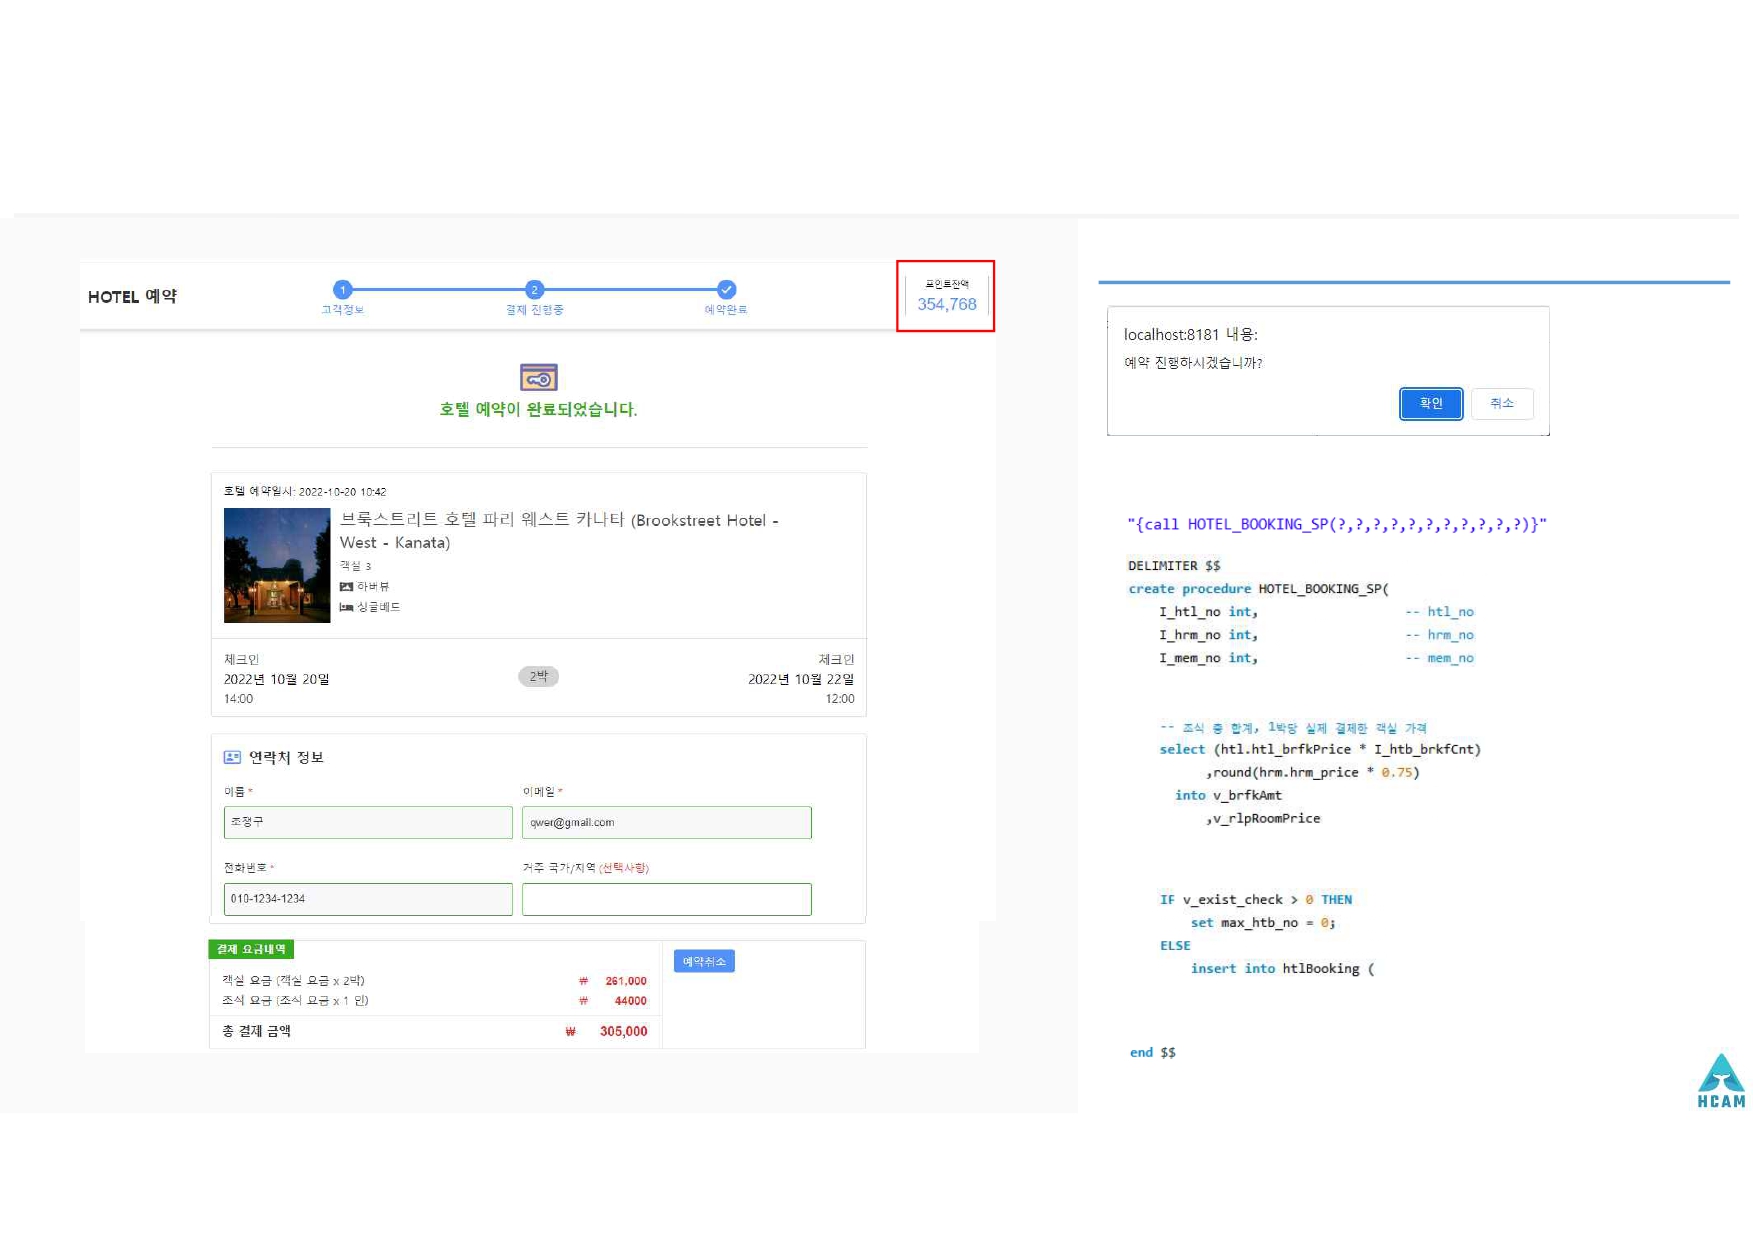 HOTEL 예약
1
2
고객정보
결제 진행중
예약완료
포인트잔액
354,768
호텔 예약이 완료되었습니다.
호텔 예약일시: 2022-10-20 10:42
브룩스트리트 호텔 파리 웨스트 카나타 (Brookstreet Hotel -
West - Kanata)
객실 3
하버뷰
싱글베드
체크인
2022년 10월 20일
14:00
2박
체크인
2022년 10월 22일
12:00
연락처 정보
이름 *
이메일 *
조정구
qwer@gmail.com
전화번호 *
거주 국가/지역 (선택사항)
010-1234-1234
결제 요금내역
객실 요금 (객실 요금 x 2박) ₩ 261,000
조식 요금 (조식 요금 x 1 인) ₩ 44000
총 결제 금액 ₩ 305,000
예약취소
localhost:8181 내용:
예약 진행하시겠습니까?
확인
취소
"{call HOTEL_BOOKING_SP(?,?,?,?,?,?,?,?,?,?,?)}"
DELIMITER $$
create procedure HOTEL_BOOKING_SP(
I_htl_no int, -- htl_no
I_hrm_no int, -- hrm_no
I_mem_no int, -- mem_no
-- 조식 총 합계, 1박당 실제 결제한 객실 가격
select (htl.htl_brfkPrice * I_htb_brkfCnt)
,round(hrm.hrm_price * 0.75)
into v_brfkAmt
,v_rlpRoomPrice
IF v_exist_check > 0 THEN
set max_htb_no = 0;
ELSE
insert into htlBooking (
end $$
HCAM